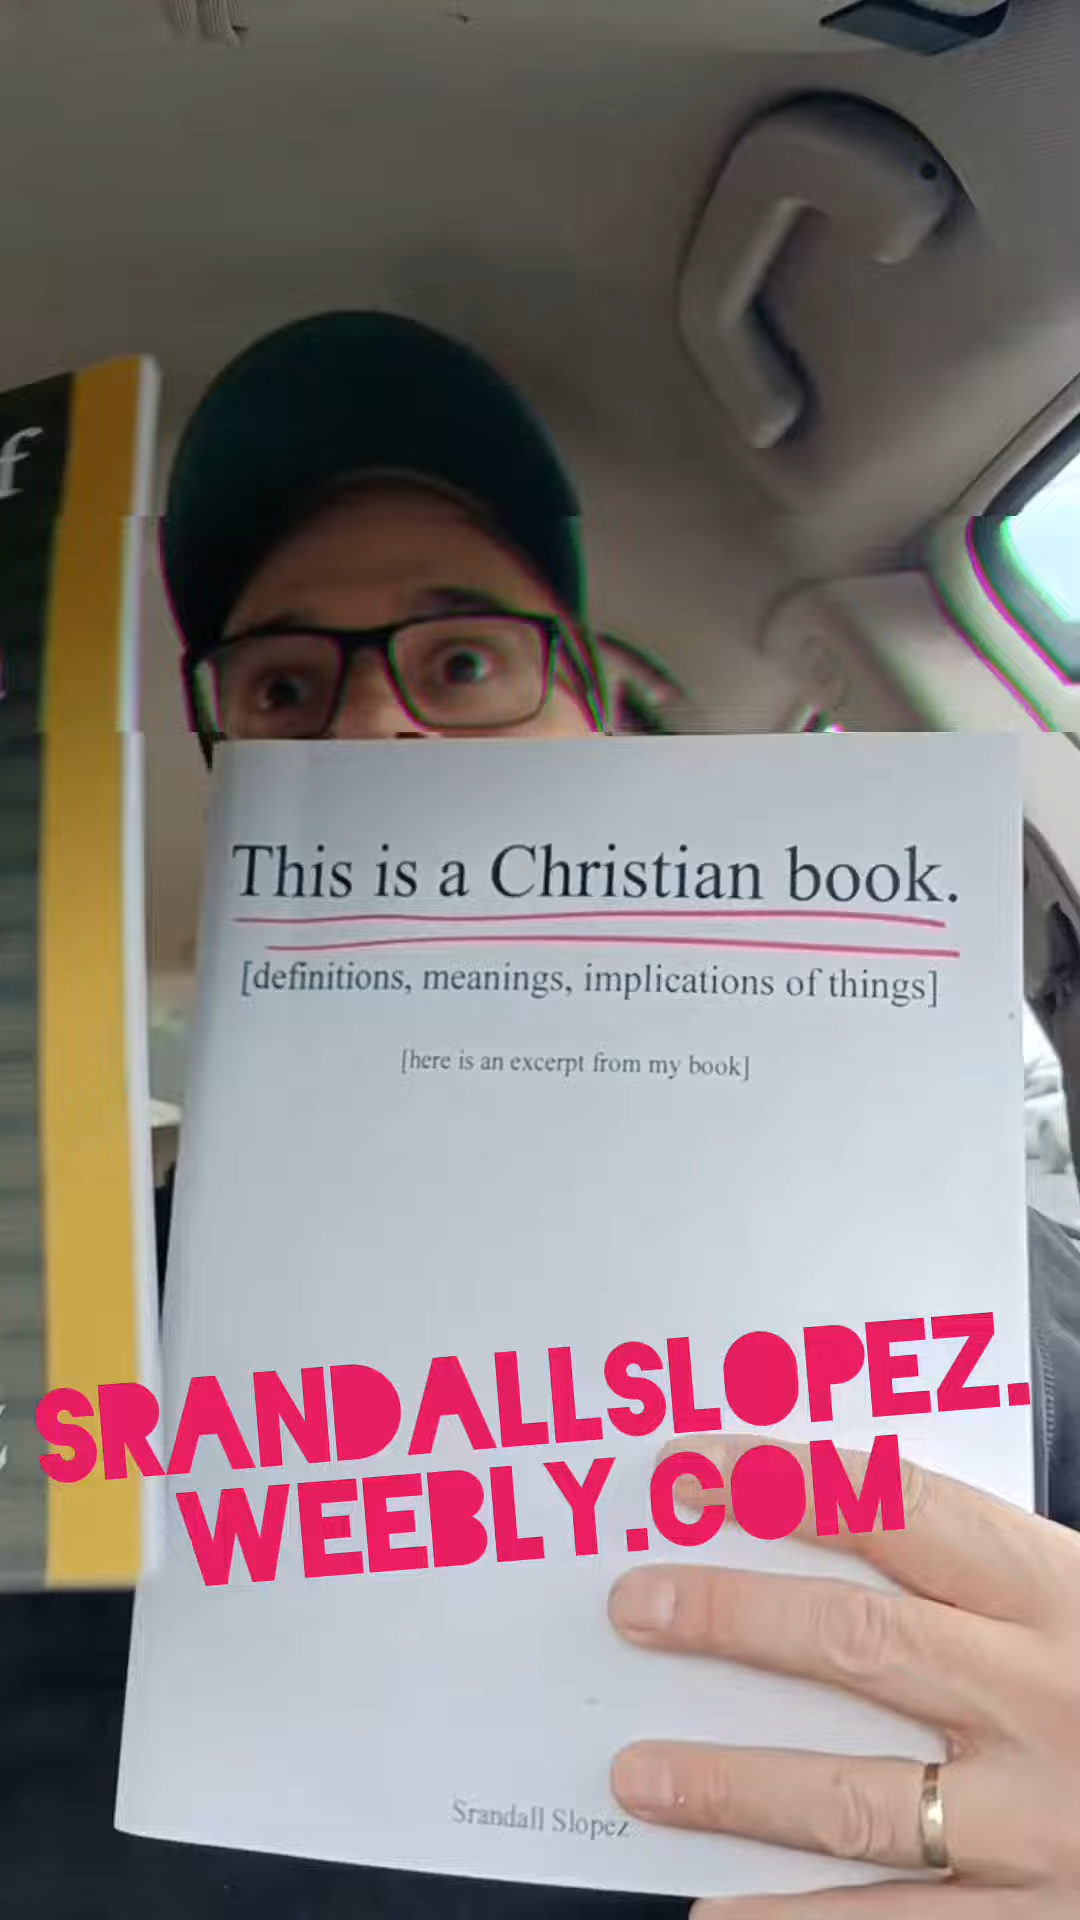 f
This is a Christian book.
[definitions, meanings, implications of things]
[here is an excerpt from my book]
SRANDALLSLOPEZ.
WEEBLY.COM
Srandall Slopez